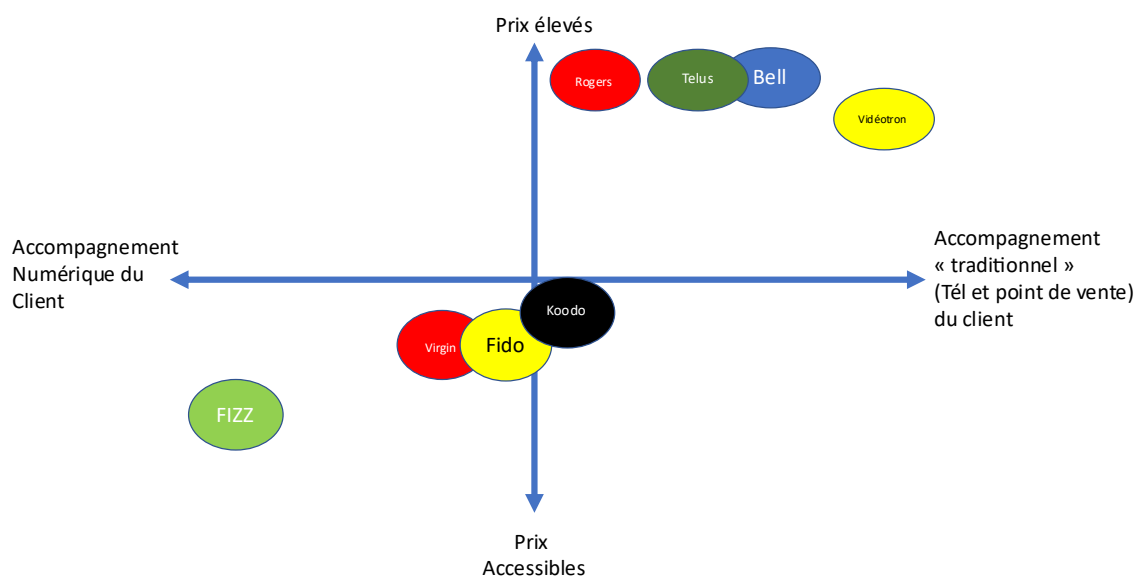 Prix élevés
Rogers
Telus
Bell
Vidéotron
Accompagnement
Numérique du
Client
Accompagnement
« traditionnel »
(Tél et point de vente)
du client
Koodo
Virgin
Fido
FIZZ
Prix
Accessibles